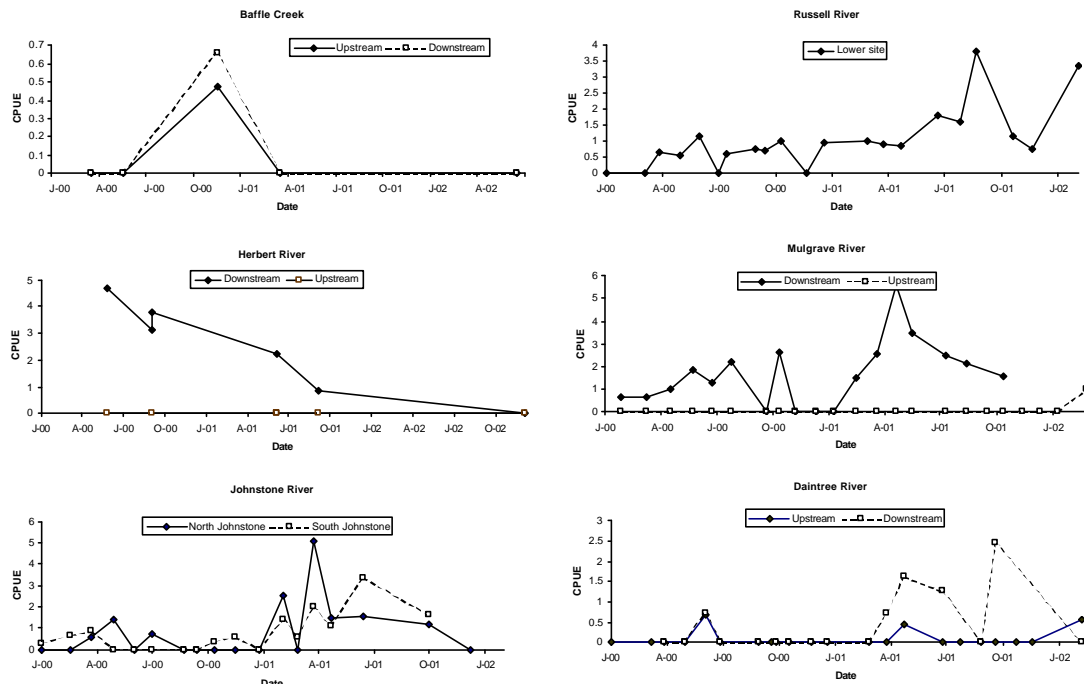 Baffle Creek
Upstream Downstream
0.7
0.6
0.5
0.4
0.3
0.2
0.1
0
CPUE
J-00 A-00 J-00 O-00 J-01 A-01 J-01 O-01 J-02 A-02
Date
Russell River
Lower site
4
3.5
3
2.5
2
1.5
1
0.5
0
CPUE
J-00 A-00 J-00 O-00 J-01 A-01 J-01 O-01 J-02
Date
Herbert River
Downstream Upstream
5
4
3
2
1
0
CPUE
J-00 A-00 J-00 O-00 J-01 A-01 J-01 O-01 J-02 A-02 J-02 O-02
Date
Mulgrave River
Downstream Upstream
6
5
4
3
2
1
0
CPUE
J-00 A-00 J-00 O-00 J-01 A-01 J-01 O-01 J-02
Date
Johnstone River
North Johnstone South Johnstone
6
5
4
3
2
1
0
CPUE
J-00 A-00 J-00 O-00 J-01 A-01 J-01 O-01 J-02
Date
Daintree River
Upstream Downstream
3
2.5
2
1.5
1
0.5
0
CPUE
J-00 A-00 J-00 O-00 J-01 A-01 J-01 O-01 J-02
Date